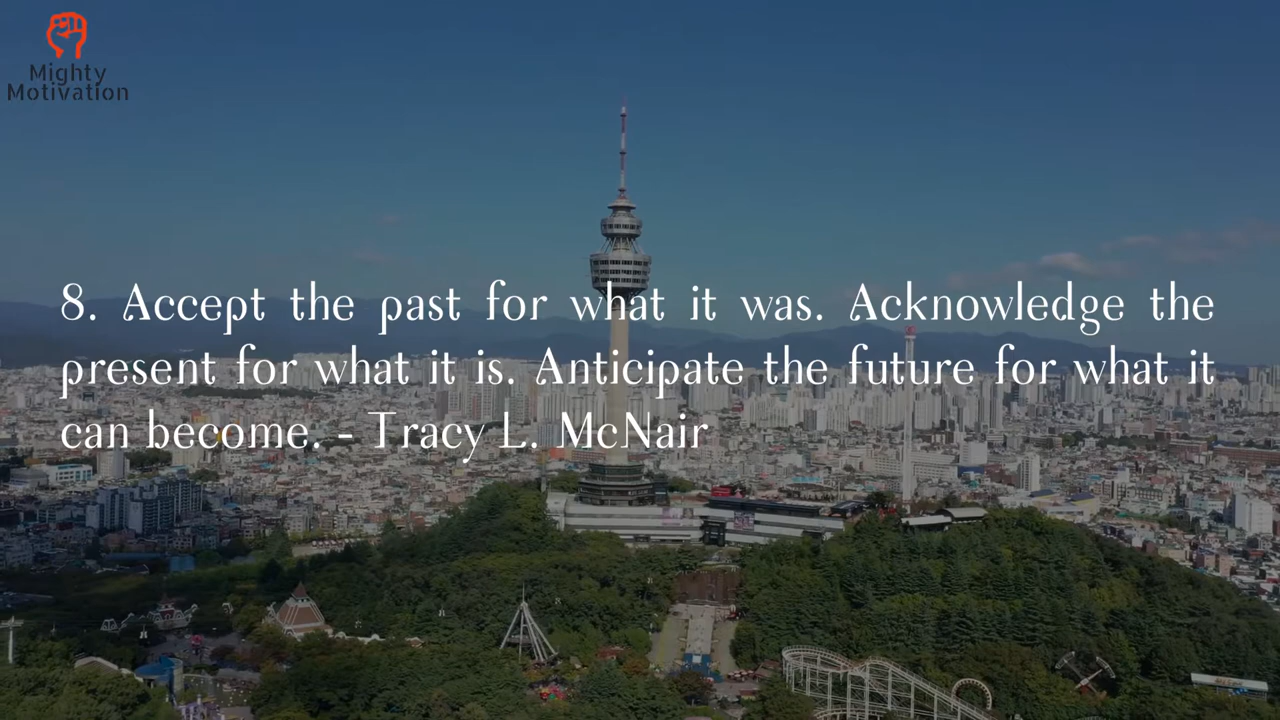 Mighty
Motivation
8. Accept the past for what it was. Acknowledge the
present for what it is. Anticipate the future for what it
can become. - Tracy L. McNair